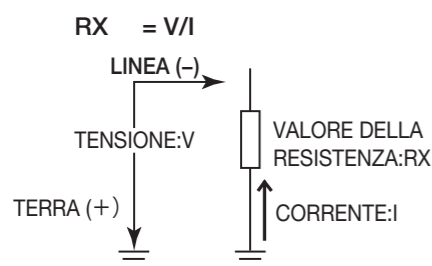 RX = V/I
LINEA (–)
TENSIONE:V
VALORE DELLA
RESISTENZA:RX
TERRA (+)
CORRENTE:I